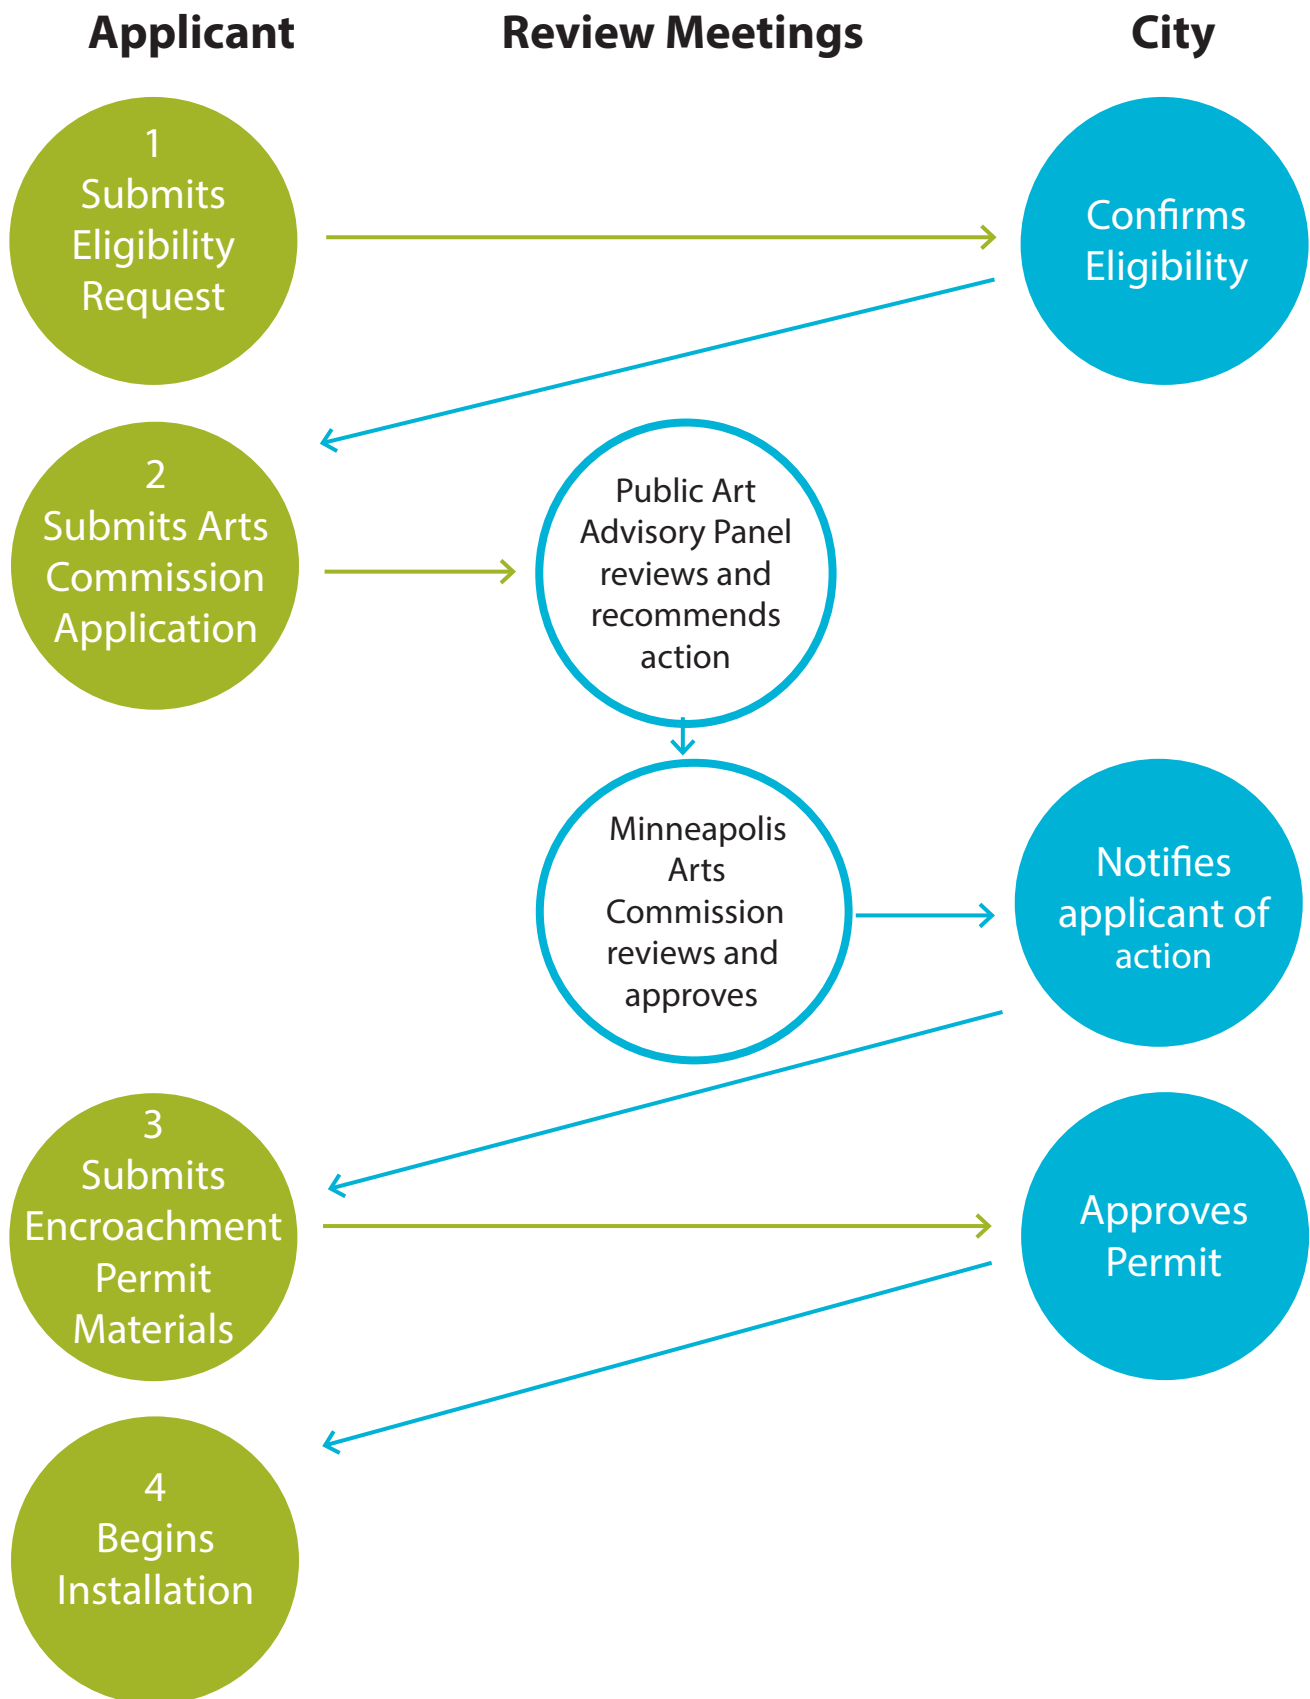 Applicant
Review Meetings
City
1
Submits
Eligibility
Request
Confirms
Eligibility
2
Submits Arts
Commission
Application
Public Art
Advisory Panel
reviews and
recommends
action
Minneapolis
Arts
Commission
reviews and
approves
Notifies
applicant of
action
3
Submits
Encroachment
Permit
Materials
Approves
Permit
4
Begins
Installation